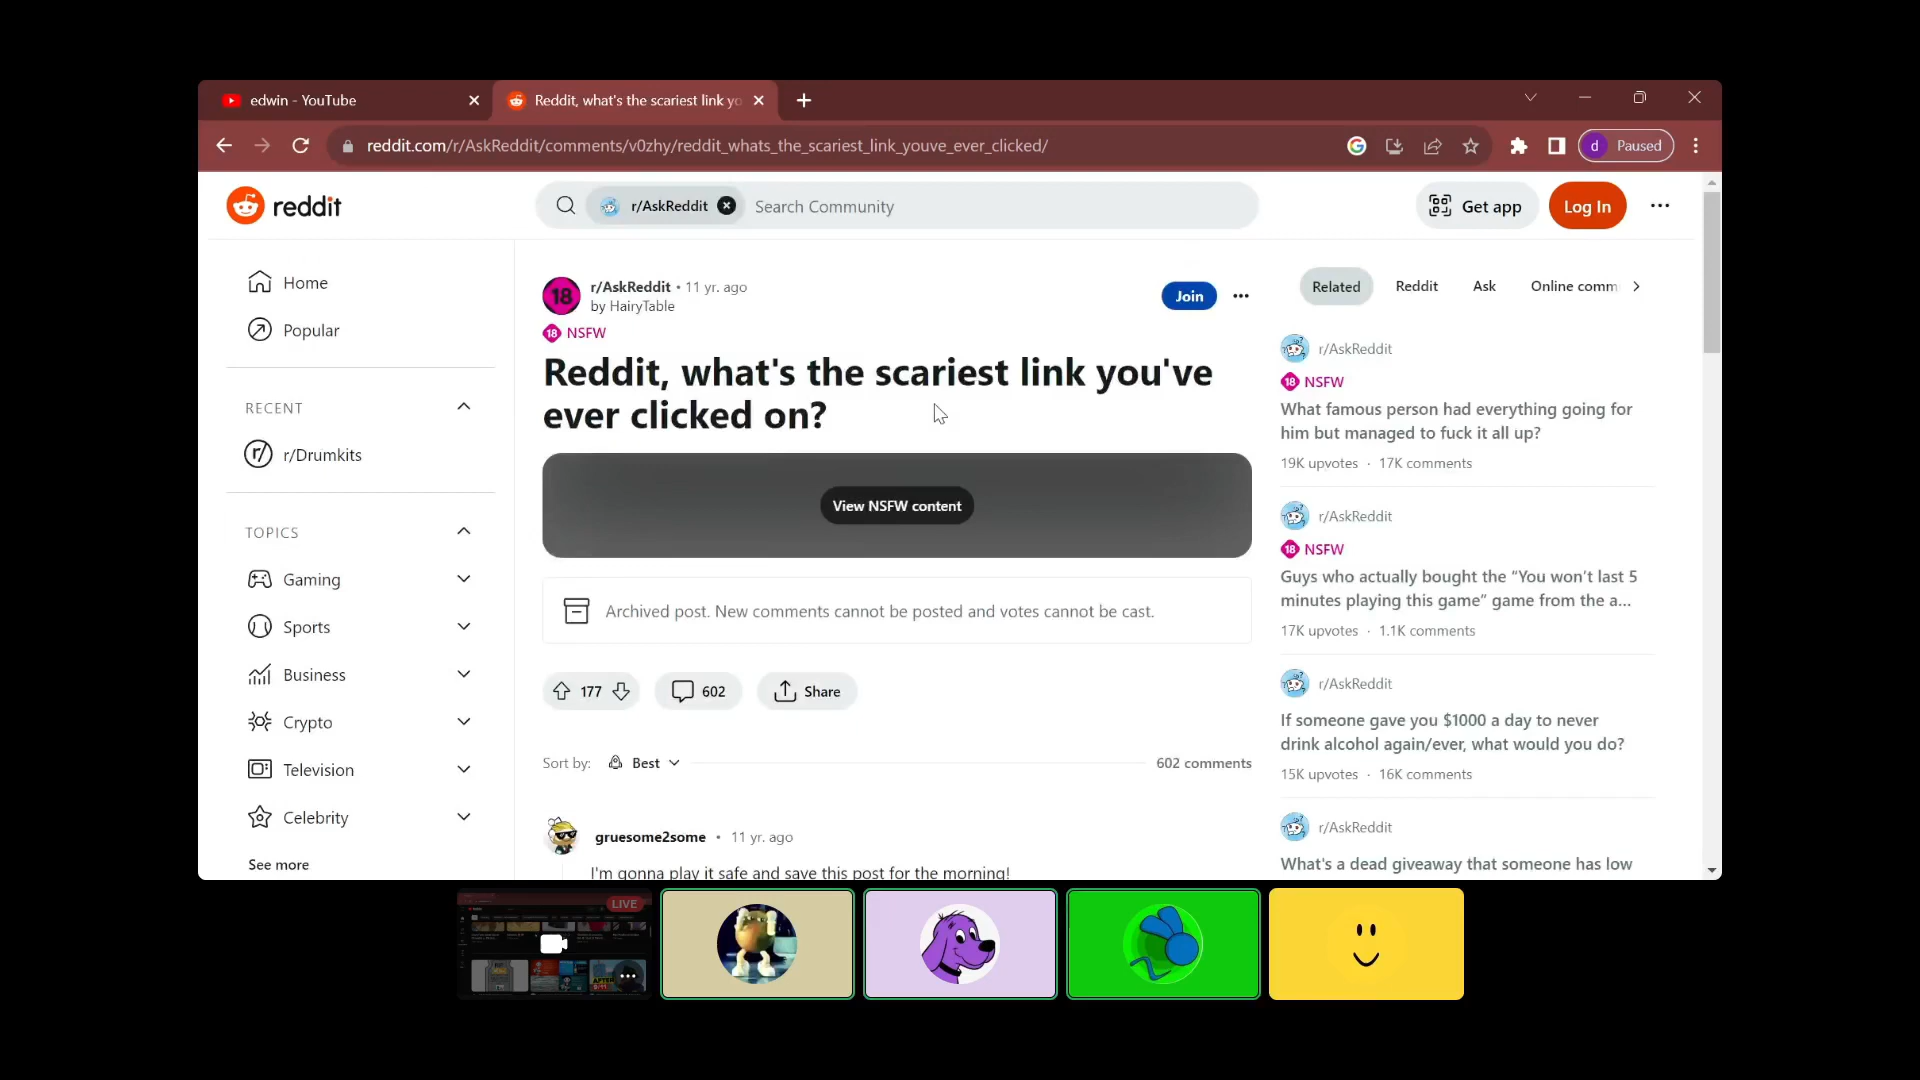 edwin - YouTube
Reddit, what's the scariest link yo
reddit.com/r/AskReddit/comments/v0zhy/reddit_whats_the_scariest_link_youve_ever_clicked/
d Paused
reddit
r/AskReddit
Search Community
Get app
Log In
Home
Popular
RECENT
r/Drumkits
TOPICS
Gaming
Sports
Business
Crypto
Television
Celebrity
See more
18
r/AskReddit • 11 yr. ago
by HairyTable
Join
18 NSFW
Reddit, what's the scariest link you've
ever clicked on?
View NSFW content
Archived post. New comments cannot be posted and votes cannot be cast.
177
602
Share
Sort by:
Best
602 comments
gruesome2some • 11 yr. ago
I'm gonna play it safe and save this post for the morning!
Related
Reddit
Ask
Online comm
r/AskReddit
18 NSFW
What famous person had everything going for
him but managed to fuck it all up?
19K upvotes · 17K comments
r/AskReddit
18 NSFW
Guys who actually bought the “You won’t last 5
minutes playing this game” game from the a...
17K upvotes · 1.1K comments
r/AskReddit
If someone gave you $1000 a day to never
drink alcohol again/ever, what would you do?
15K upvotes · 16K comments
r/AskReddit
What's a dead giveaway that someone has low
LIVE